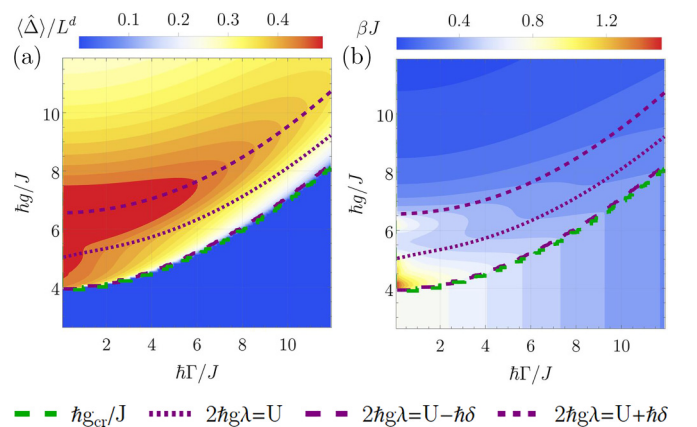 ⟨Δ̂⟩/L^d 0.1 0.2 0.4 βJ 0.4 0.8 1.2
(a) (b)
ħg/J 10 8 6 4 ħg/J 10 8 6 4
2 4 6 8 10 2 4 6 8 10
ħΓ/J ħΓ/J
ħg_cr/J 2ħgλ=U 2ħgλ=U−ħδ 2ħgλ=U+ħδ